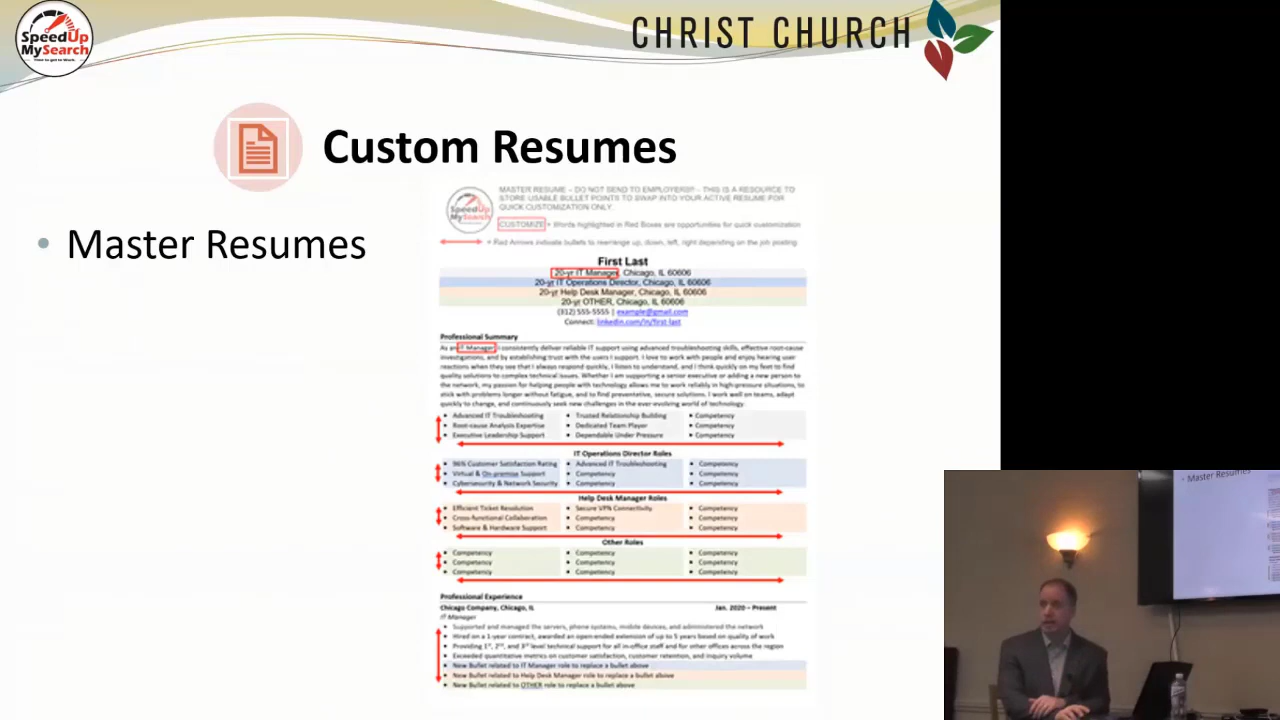 SpeedUp
MySearch
Time to get to Work.
CHRIST CHURCH
Custom Resumes
• Master Resumes
MASTER RESUME – DO NOT SEND TO EMPLOYERS!! – THIS IS A RESOURCE TO
STORE USABLE BULLET POINTS TO SWAP INTO YOUR ACTIVE RESUME FOR
QUICK CUSTOMIZATION ONLY.
SpeedUp
MySearch
CUSTOMIZE = Words highlighted in Red Boxes are opportunities for quick customization
= Red Arrows indicate bullets to rearrange up, down, left, right depending on the job posting
First Last
20-yr IT Manager, Chicago, IL 60606
20-yr IT Operations Director, Chicago, IL 60606
20-yr Help Desk Manager, Chicago, IL 60606
20-yr OTHER, Chicago, IL 60606
(312) 555-5555 | example@gmail.com
Connect: linkedin.com/in/first-last
Professional Summary
As an IT Manager, I consistently deliver reliable IT support using advanced troubleshooting skills, effective root-cause
investigations, and by establishing trust with the users I support. I love to work with people and enjoy hearing user
reactions when they see that I always respond quickly, I listen to understand, and I think quickly on my feet to find
quality solutions to complex technical issues. Whether I am supporting a senior executive or adding a new person to
the network, my passion for helping people with technology allows me to work reliably in high-pressure situations, to
stick with problems longer without fatigue, and to find preventative, secure solutions. I work well on teams, adapt
quickly to change, and continuously seek new challenges in the ever-evolving world of technology.
• Advanced IT Troubleshooting • Trusted Relationship Building • Competency
• Root-cause Analysis Expertise • Dedicated Team Player • Competency
• Executive Leadership Support • Dependable Under Pressure • Competency
IT Operations Director Roles
• 96% Customer Satisfaction Rating • Advanced IT Troubleshooting • Competency
• Virtual & On-premise Support • Competency • Competency
• Cybersecurity & Network Security • Competency • Competency
Help Desk Manager Roles
• Efficient Ticket Resolution • Secure VPN Connectivity • Competency
• Cross-functional Collaboration • Competency • Competency
• Software & Hardware Support • Competency • Competency
Other Roles
• Competency • Competency • Competency
• Competency • Competency • Competency
• Competency • Competency • Competency
Professional Experience
Chicago Company, Chicago, IL Jan. 2020 – Present
IT Manager
• Supported and managed the servers, phone systems, mobile devices, and administered the network
• Hired on a 1-year contract, awarded an open-ended extension of up to 5 years based on quality of work
• Providing 1st, 2nd, and 3rd level technical support for all in-office staff and for other offices across the region
• Exceeded quantitative metrics on customer satisfaction, customer retention, and inquiry volume
• New Bullet related to IT Manager role to replace a bullet above
• New Bullet related to Help Desk Manager role to replace a bullet above
• New Bullet related to OTHER role to replace a bullet above
• Master Resumes